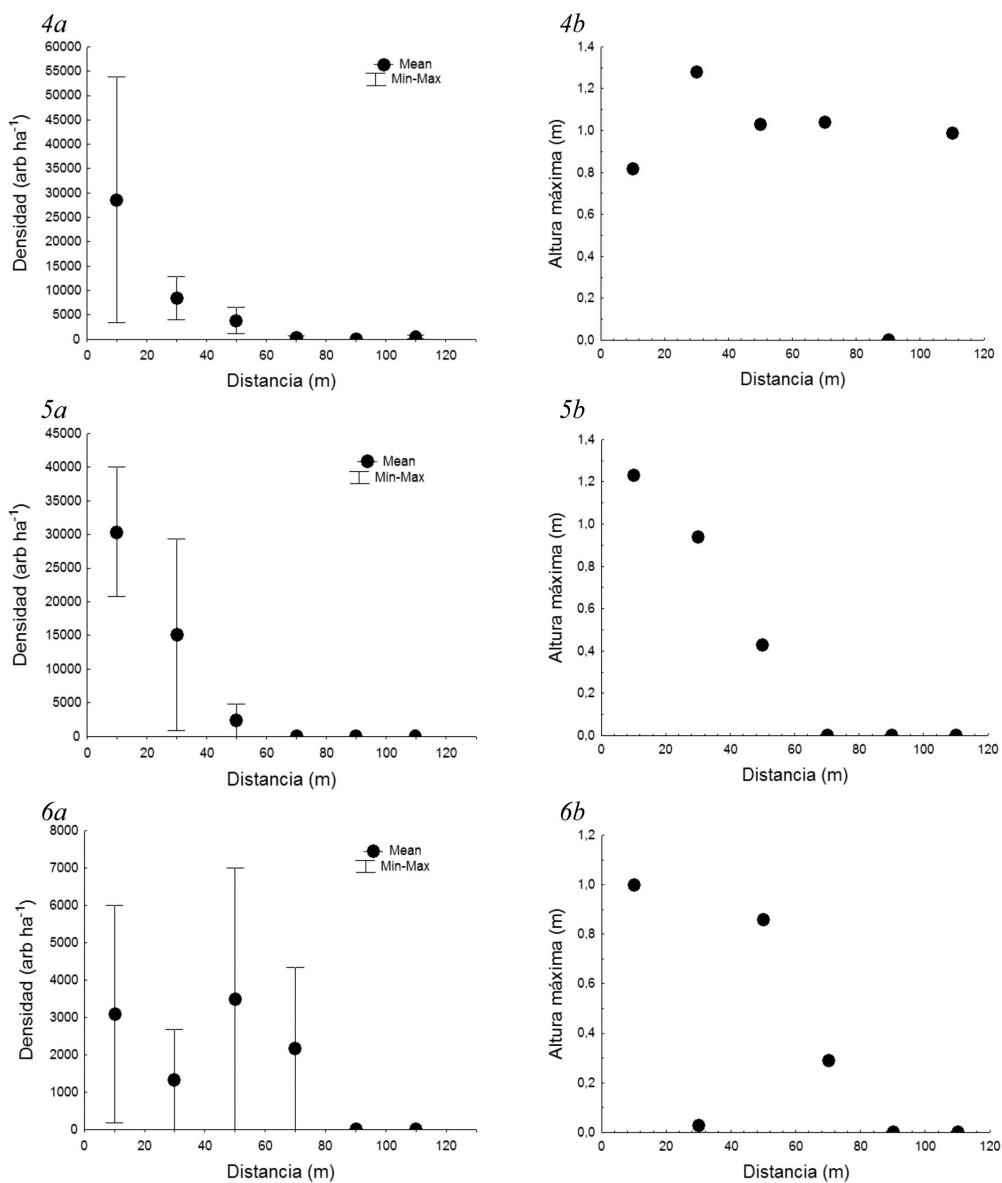 4a
60000
55000
50000
45000
40000
35000
30000
25000
20000
15000
10000
5000
0
Densidad (arb ha⁻¹)
Mean
Min-Max
0 20 40 60 80 100 120
Distancia (m)
4b
1,4
1,2
1,0
0,8
0,6
0,4
0,2
0,0
Altura máxima (m)
0 20 40 60 80 100 120
Distancia (m)
5a
45000
40000
35000
30000
25000
20000
15000
10000
5000
0
Densidad (arb ha⁻¹)
Mean
Min-Max
0 20 40 60 80 100 120
Distancia (m)
5b
1,4
1,2
1,0
0,8
0,6
0,4
0,2
0,0
Altura máxima (m)
0 20 40 60 80 100 120
Distancia (m)
6a
8000
7000
6000
5000
4000
3000
2000
1000
0
Densidad (arb ha⁻¹)
Mean
Min-Max
0 20 40 60 80 100 120
Distancia (m)
6b
1,2
1,0
0,8
0,6
0,4
0,2
0,0
Altura máxima (m)
0 20 40 60 80 100 120
Distancia (m)